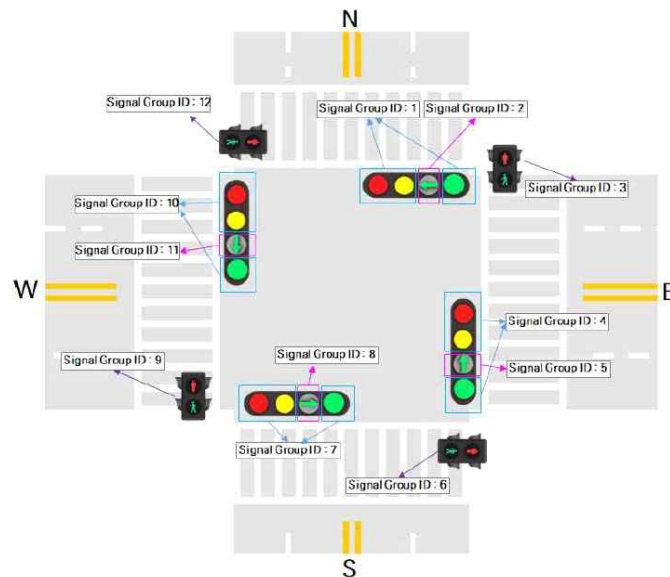 N
Signal Group ID : 12
Signal Group ID : 1
Signal Group ID : 2
Signal Group ID : 3
Signal Group ID : 10
Signal Group ID : 11
W
E
Signal Group ID : 4
Signal Group ID : 9
Signal Group ID : 8
Signal Group ID : 5
Signal Group ID : 7
Signal Group ID : 6
S